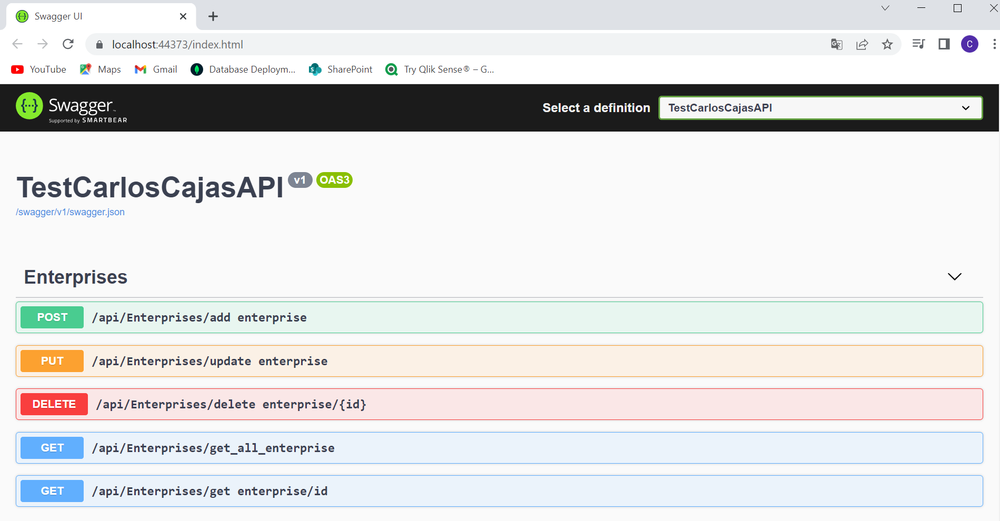 Swagger UI
localhost:44373/index.html
C
YouTube Maps Gmail Database Deploym... SharePoint Try Qlik Sense® – G...
Swagger™
Supported by SMARTBEAR
Select a definition TestCarlosCajasAPI
TestCarlosCajasAPI v1 OAS3
/swagger/v1/swagger.json
Enterprises
POST /api/Enterprises/add enterprise
PUT /api/Enterprises/update enterprise
DELETE /api/Enterprises/delete enterprise/{id}
GET /api/Enterprises/get_all_enterprise
GET /api/Enterprises/get enterprise/id